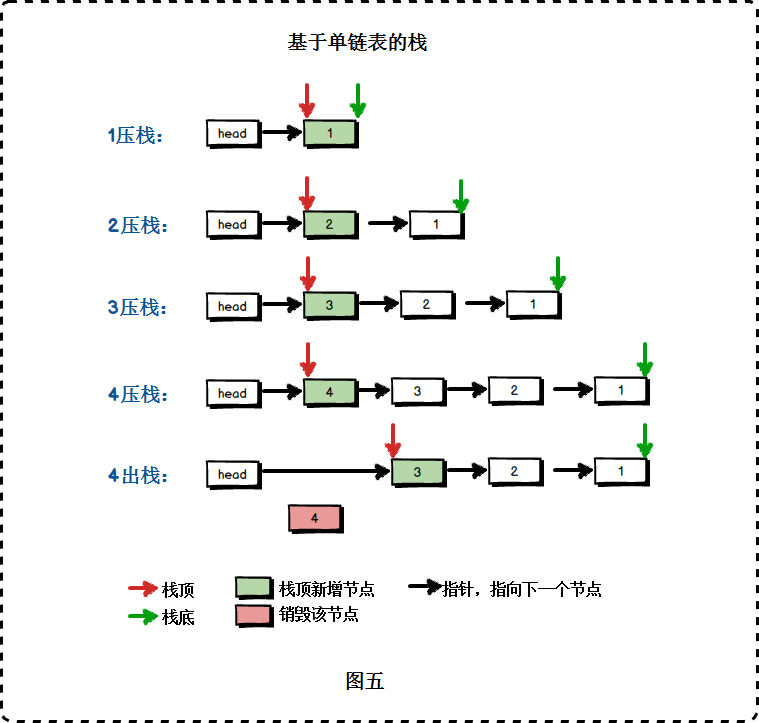 基于单链表的栈
1压栈： head 1
2压栈： head 2 1
3压栈： head 3 2 1
4压栈： head 4 3 2 1
4出栈： head 3 2 1
4
栈顶 栈顶新增节点 指针，指向下一个节点
栈底 销毁该节点
图五